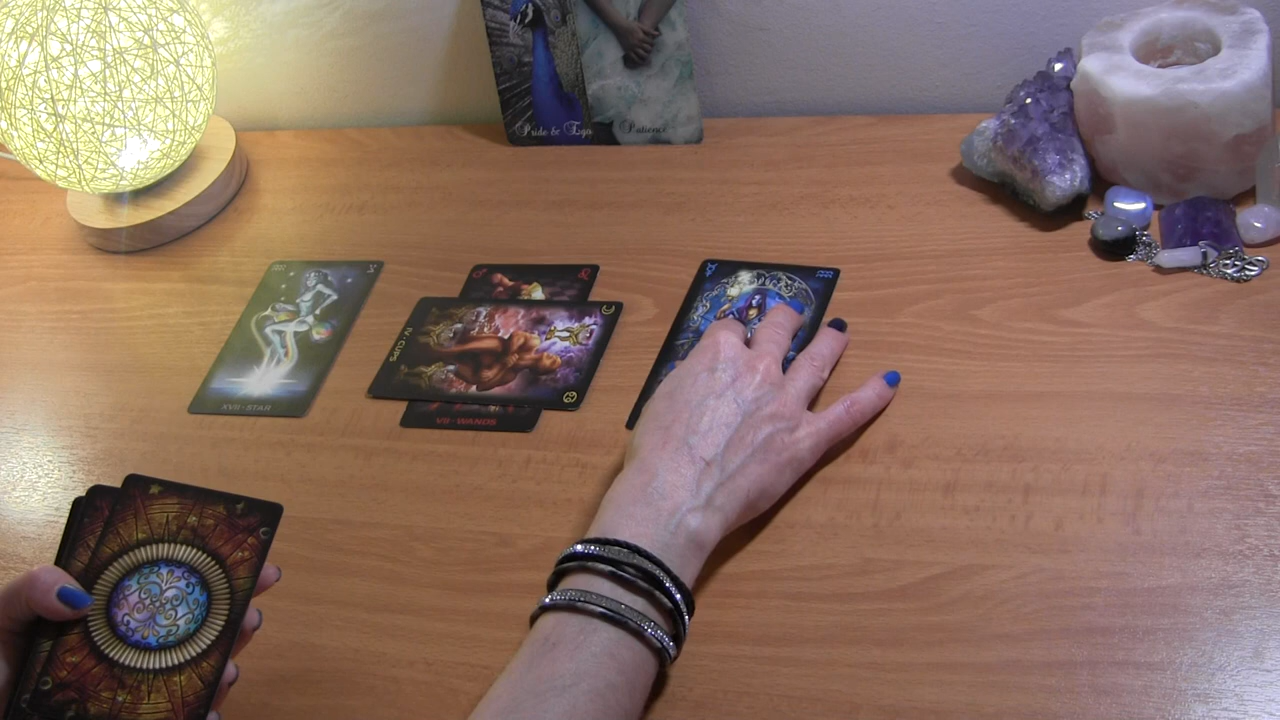 Pride & Ego
Patience
XVII • STAR
IV • CUPS
VII • WANDS